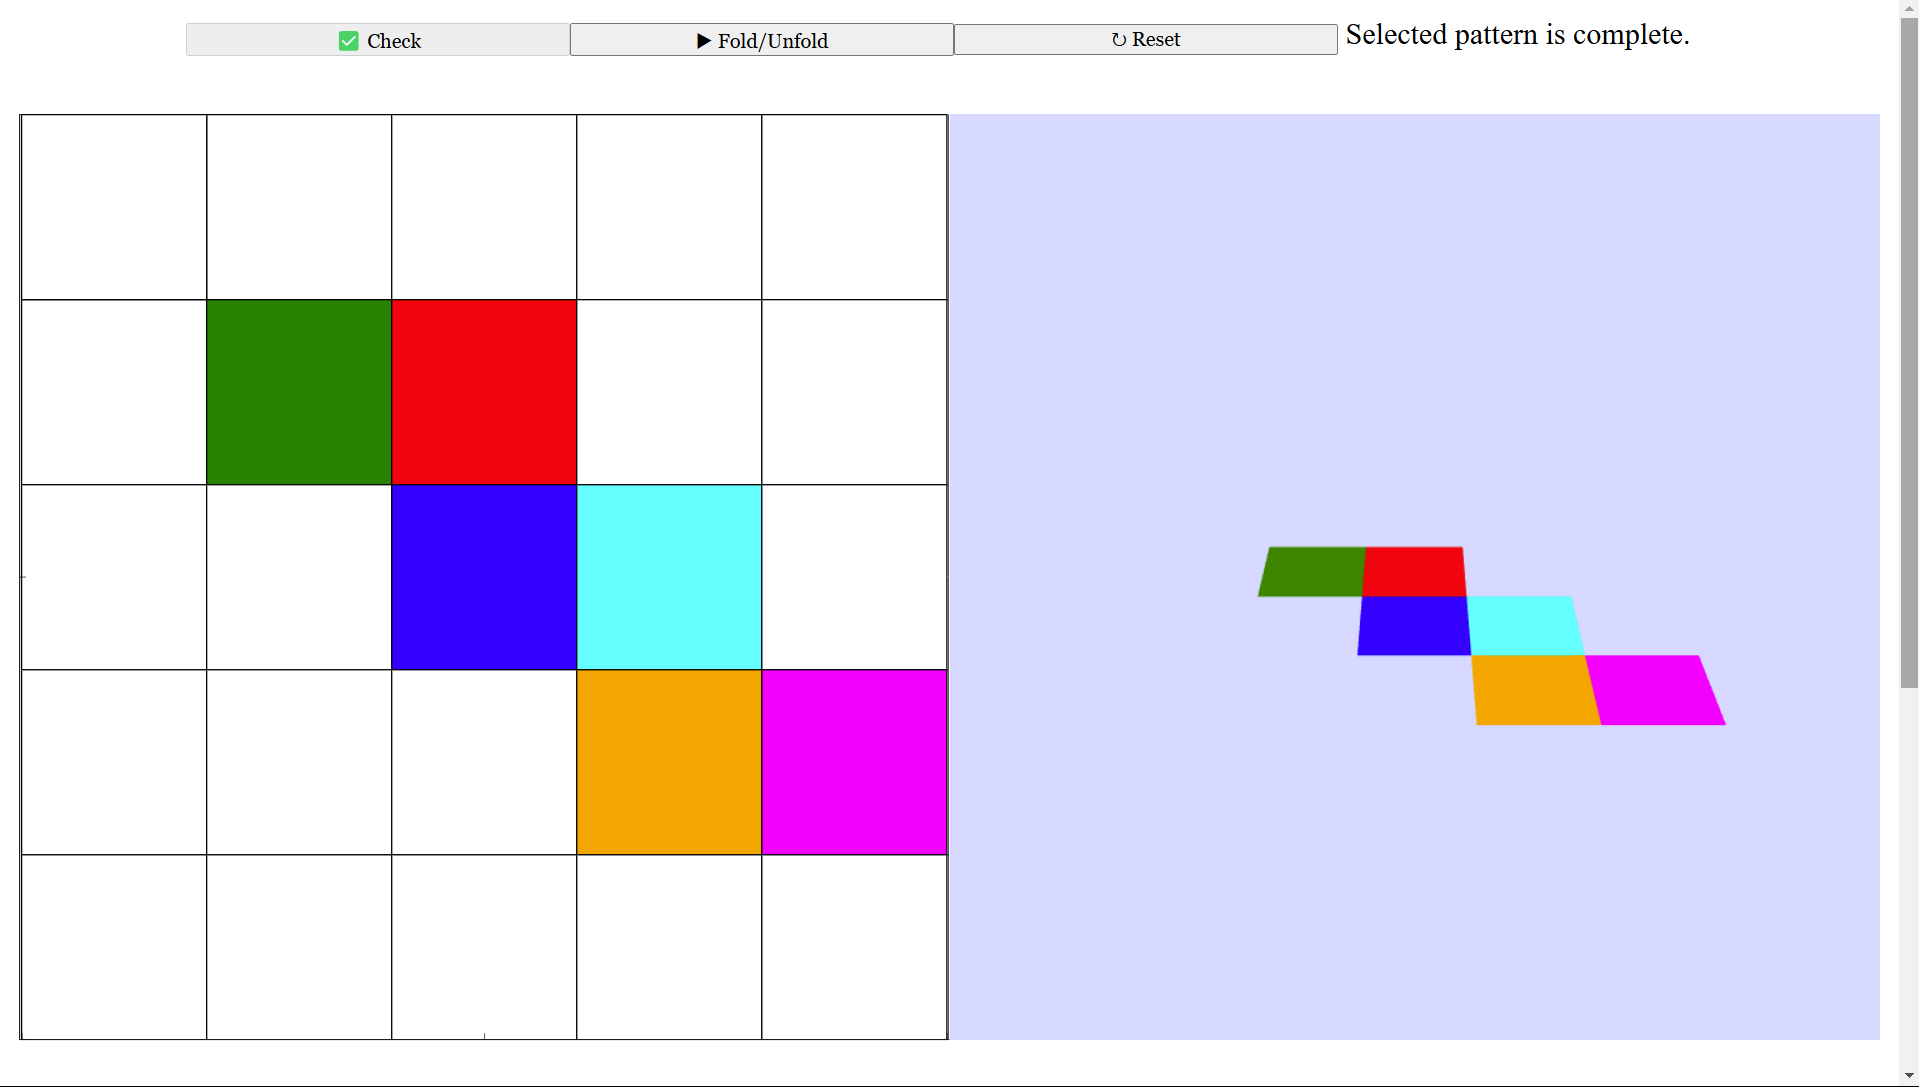 ✅ Check
▶ Fold/Unfold
↻ Reset
Selected pattern is complete.